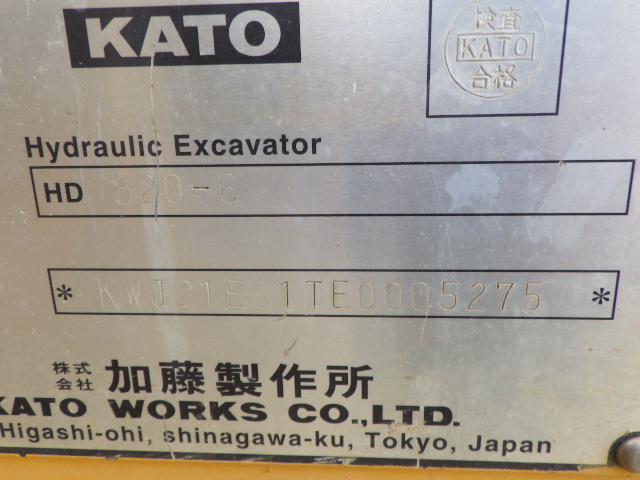 KATO
検査
KATO
合格
Hydraulic Excavator
HD 820-6
* *
株式会社 加藤製作所
KATO WORKS CO.,LTD.
Higashi-ohi, shinagawa-ku, Tokyo, Japan